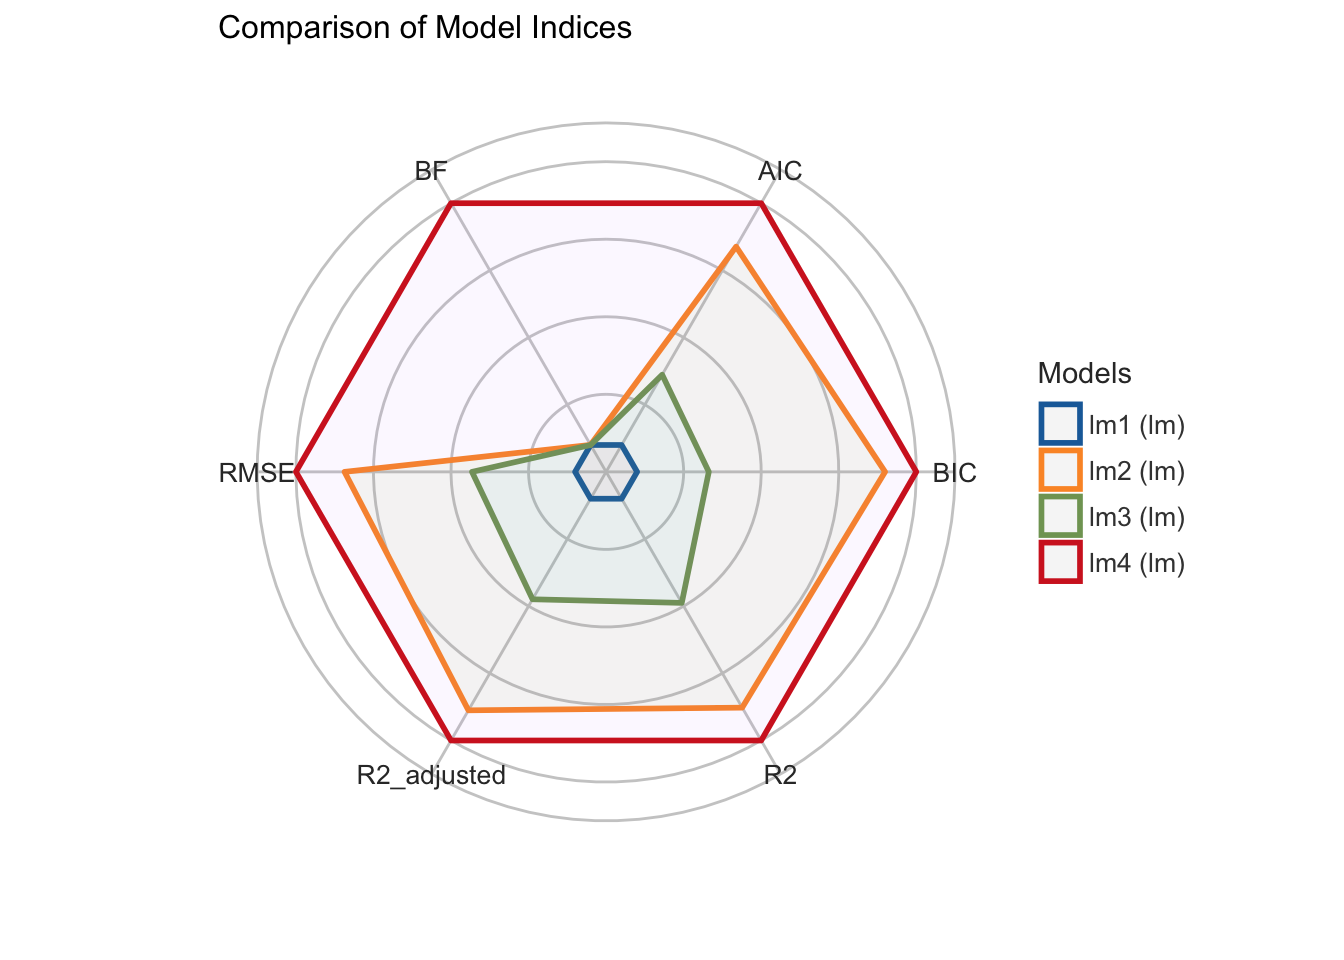 Comparison of Model Indices
BF
AIC
RMSE
BIC
R2_adjusted
R2
Models
lm1 (lm)
lm2 (lm)
lm3 (lm)
lm4 (lm)